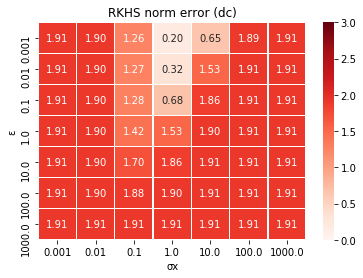 RKHS norm error (dc)
1.91 1.90 1.26 0.20 0.65 1.89 1.91
1.91 1.90 1.27 0.32 1.53 1.91 1.91
1.91 1.90 1.28 0.68 1.86 1.91 1.91
1.91 1.90 1.42 1.53 1.90 1.91 1.91
1.91 1.90 1.70 1.86 1.91 1.91 1.91
1.91 1.90 1.88 1.90 1.91 1.91 1.91
1.91 1.91 1.91 1.91 1.91 1.91 1.91
0.001 0.01 0.1 1.0 10.0 100.0 1000.0
σx
ε
0.001
0.01
0.1
1.0
10.0
100.0
1000.0
3.0
2.5
2.0
1.5
1.0
0.5
0.0